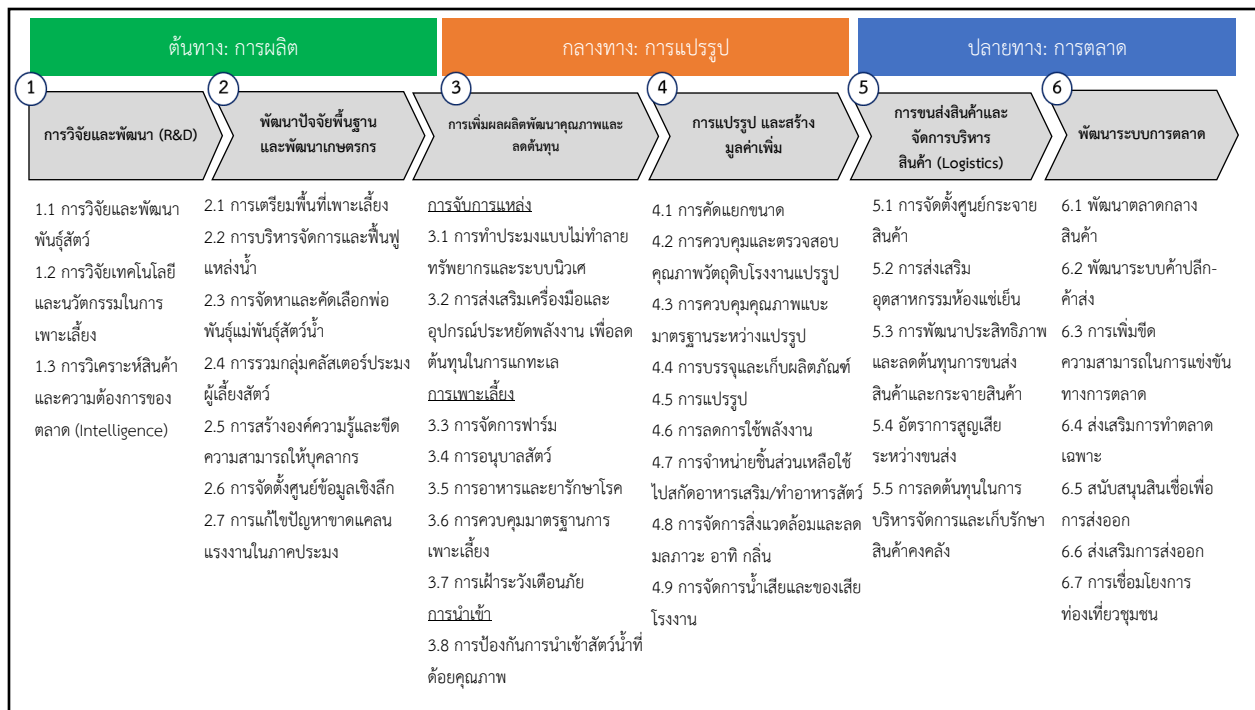 ต้นทาง: การผลิต
กลางทาง: การแปรรูป
ปลายทาง: การตลาด
1
การวิจัยและพัฒนา (R&D)
2
พัฒนาปัจจัยพื้นฐาน
และพัฒนาเกษตรกร
3
การเพิ่มผลผลิตพัฒนาคุณภาพและ
ลดต้นทุน
4
การแปรรูป และสร้าง
มูลค่าเพิ่ม
5
การขนส่งสินค้าและ
จัดการบริหาร
สินค้า (Logistics)
6
พัฒนาระบบการตลาด
1.1 การวิจัยและพัฒนา
พันธุ์สัตว์
1.2 การวิจัยเทคโนโลยี
และนวัตกรรมในการ
เพาะเลี้ยง
1.3 การวิเคราะห์สินค้า
และความต้องการของ
ตลาด (Intelligence)
2.1 การเตรียมพื้นที่เพาะเลี้ยง
2.2 การบริหารจัดการและฟื้นฟู
แหล่งน้ำ
2.3 การจัดหาและคัดเลือกพ่อ
พันธุ์แม่พันธุ์สัตว์น้ำ
2.4 การรวมกลุ่มคลัสเตอร์ประมง
ผู้เลี้ยงสัตว์
2.5 การสร้างองค์ความรู้และขีด
ความสามารถให้บุคลากร
2.6 การจัดตั้งศูนย์ข้อมูลเชิงลึก
2.7 การแก้ไขปัญหาขาดแคลน
แรงงานในภาคประมง
การจับการแหล่ง
3.1 การทำประมงแบบไม่ทำลาย
ทรัพยากรและระบบนิวเศ
3.2 การส่งเสริมเครื่องมือและ
อุปกรณ์ประหยัดพลังงาน เพื่อลด
ต้นทุนในการแกทะเล
การเพาะเลี้ยง
3.3 การจัดการฟาร์ม
3.4 การอนุบาลสัตว์
3.5 การอาหารและยารักษาโรค
3.6 การควบคุมมาตรฐานการ
เพาะเลี้ยง
3.7 การเฝ้าระวังเตือนภัย
การนำเข้า
3.8 การป้องกันการนำเช้าสัตว์น้ำที่
ด้อยคุณภาพ
4.1 การคัดแยกขนาด
4.2 การควบคุมและตรวจสอบ
คุณภาพวัตถุดิบโรงงานแปรรูป
4.3 การควบคุมคุณภาพแบะ
มาตรฐานระหว่างแปรรูป
4.4 การบรรจุและเก็บผลิตภัณฑ์
4.5 การแปรรูป
4.6 การลดการใช้พลังงาน
4.7 การจำหน่ายชิ้นส่วนเหลือใช้
ไปสกัดอาหารเสริม/ทำอาหารสัตว์
4.8 การจัดการสิ่งแวดล้อมและลด
มลภาวะ อาทิ กลิ่น
4.9 การจัดการน้ำเสียและของเสีย
โรงงาน
5.1 การจัดตั้งศูนย์กระจาย
สินค้า
5.2 การส่งเสริม
อุตสาหกรรมห้องแช่เย็น
5.3 การพัฒนาประสิทธิภาพ
และลดต้นทุนการขนส่ง
สินค้าและกระจายสินค้า
5.4 อัตราการสูญเสีย
ระหว่างขนส่ง
5.5 การลดต้นทุนในการ
บริหารจัดการและเก็บรักษา
สินค้าคงคลัง
6.1 พัฒนาตลาดกลาง
สินค้า
6.2 พัฒนาระบบค้าปลีก-
ค้าส่ง
6.3 การเพิ่มขีด
ความสามารถในการแข่งขัน
ทางการตลาด
6.4 ส่งเสริมการทำตลาด
เฉพาะ
6.5 สนับสนุนสินเชื่อเพื่อ
การส่งออก
6.6 ส่งเสริมการส่งออก
6.7 การเชื่อมโยงการ
ท่องเที่ยวชุมชน